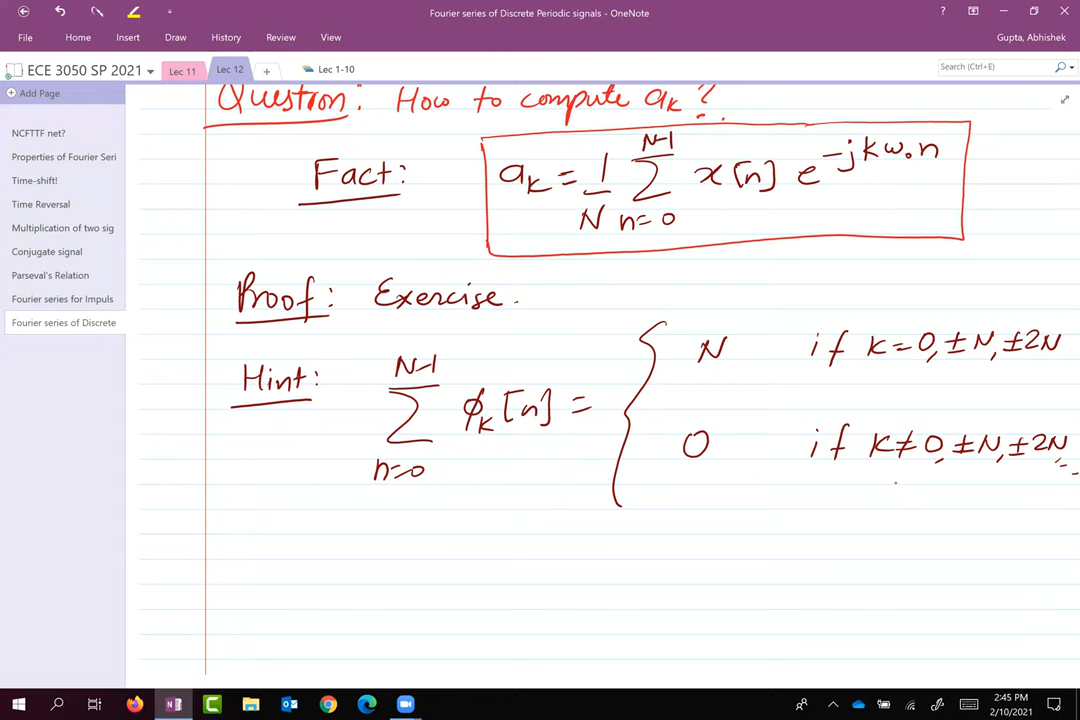 Fourier series of Discrete Periodic signals - OneNote
File Home Insert Draw History Review View
Gupta, Abhishek
ECE 3050 SP 2021
Lec 11
Lec 12
Lec 1-10
Search (Ctrl+E)
Add Page
NCFTTF net?
Properties of Fourier Seri
Time-shift!
Time Reversal
Multiplication of two sig
Conjugate signal
Parseval's Relation
Fourier series for Impuls
Fourier series of Discrete
Question: How to compute a_k?
Fact: a_k = 1/N ∑_{n=0}^{N-1} x[n] e^{-jkω₀n}
Proof: Exercise.
Hint: ∑_{n=0}^{N-1} ϕ_k[n] = {
N if k=0, ±N, ±2N
0 if k≠0, ±N, ±2N, --
2:45 PM
2/10/2021